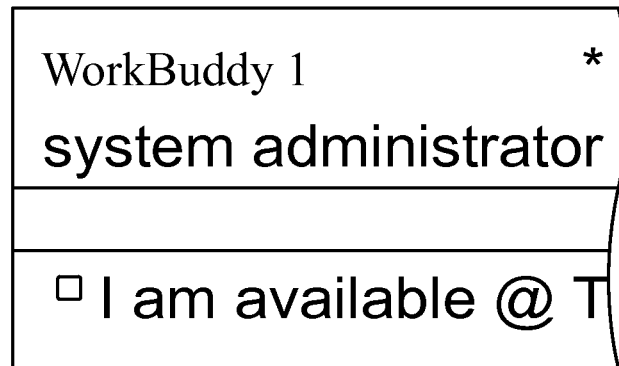 WorkBuddy 1 *
system administrator
I am available @ T